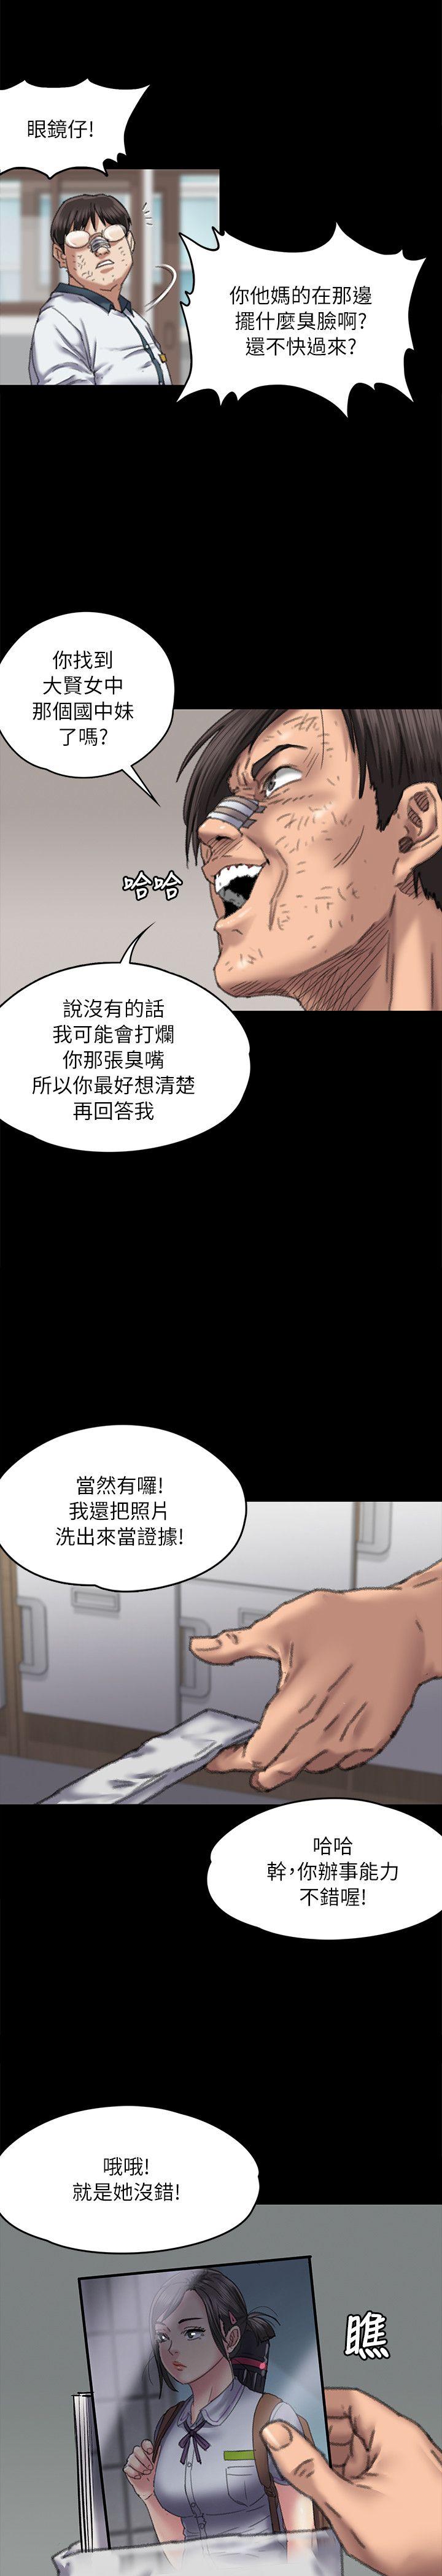 眼鏡仔!
你他媽的在那邊
擺什麼臭臉啊?
還不快過來?
你找到
大賢女中
那個國中妹
了嗎?
哈哈
說沒有的話
我可能會打爛
你那張臭嘴
所以你最好想清楚
再回答我
當然有囉!
我還把照片
洗出來當證據!
哈哈
幹,你辦事能力
不錯喔!
哦哦!
就是她沒錯!
瞧